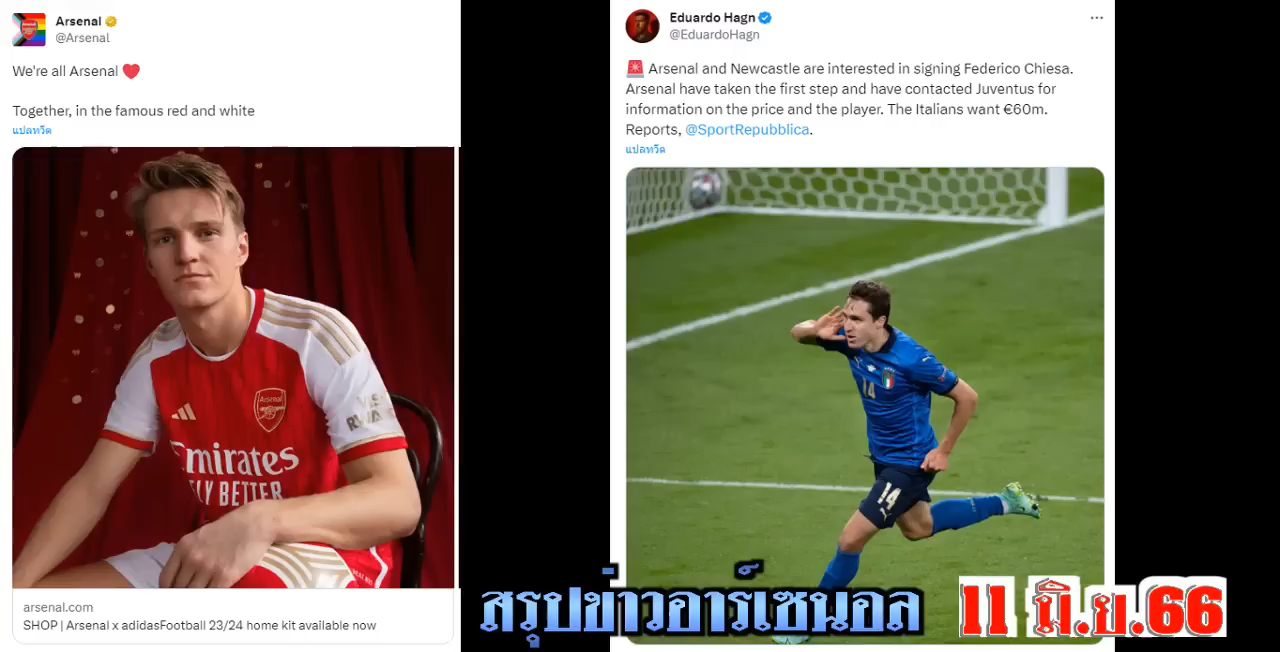 Arsenal
@Arsenal
We're all Arsenal ❤️
Together, in the famous red and white
แปลทวีต
Arsenal
Emirates
FLY BETTER
arsenal.com
SHOP | Arsenal x adidasFootball 23/24 home kit available now
Eduardo Hagn
@EduardoHagn
🚨 Arsenal and Newcastle are interested in signing Federico Chiesa.
Arsenal have taken the first step and have contacted Juventus for
information on the price and the player. The Italians want €60m.
Reports, @SportRepubblica.
แปลทวีต
14
14
สรุปข่าวอาร์เซนอล 11 มิ.ย.66